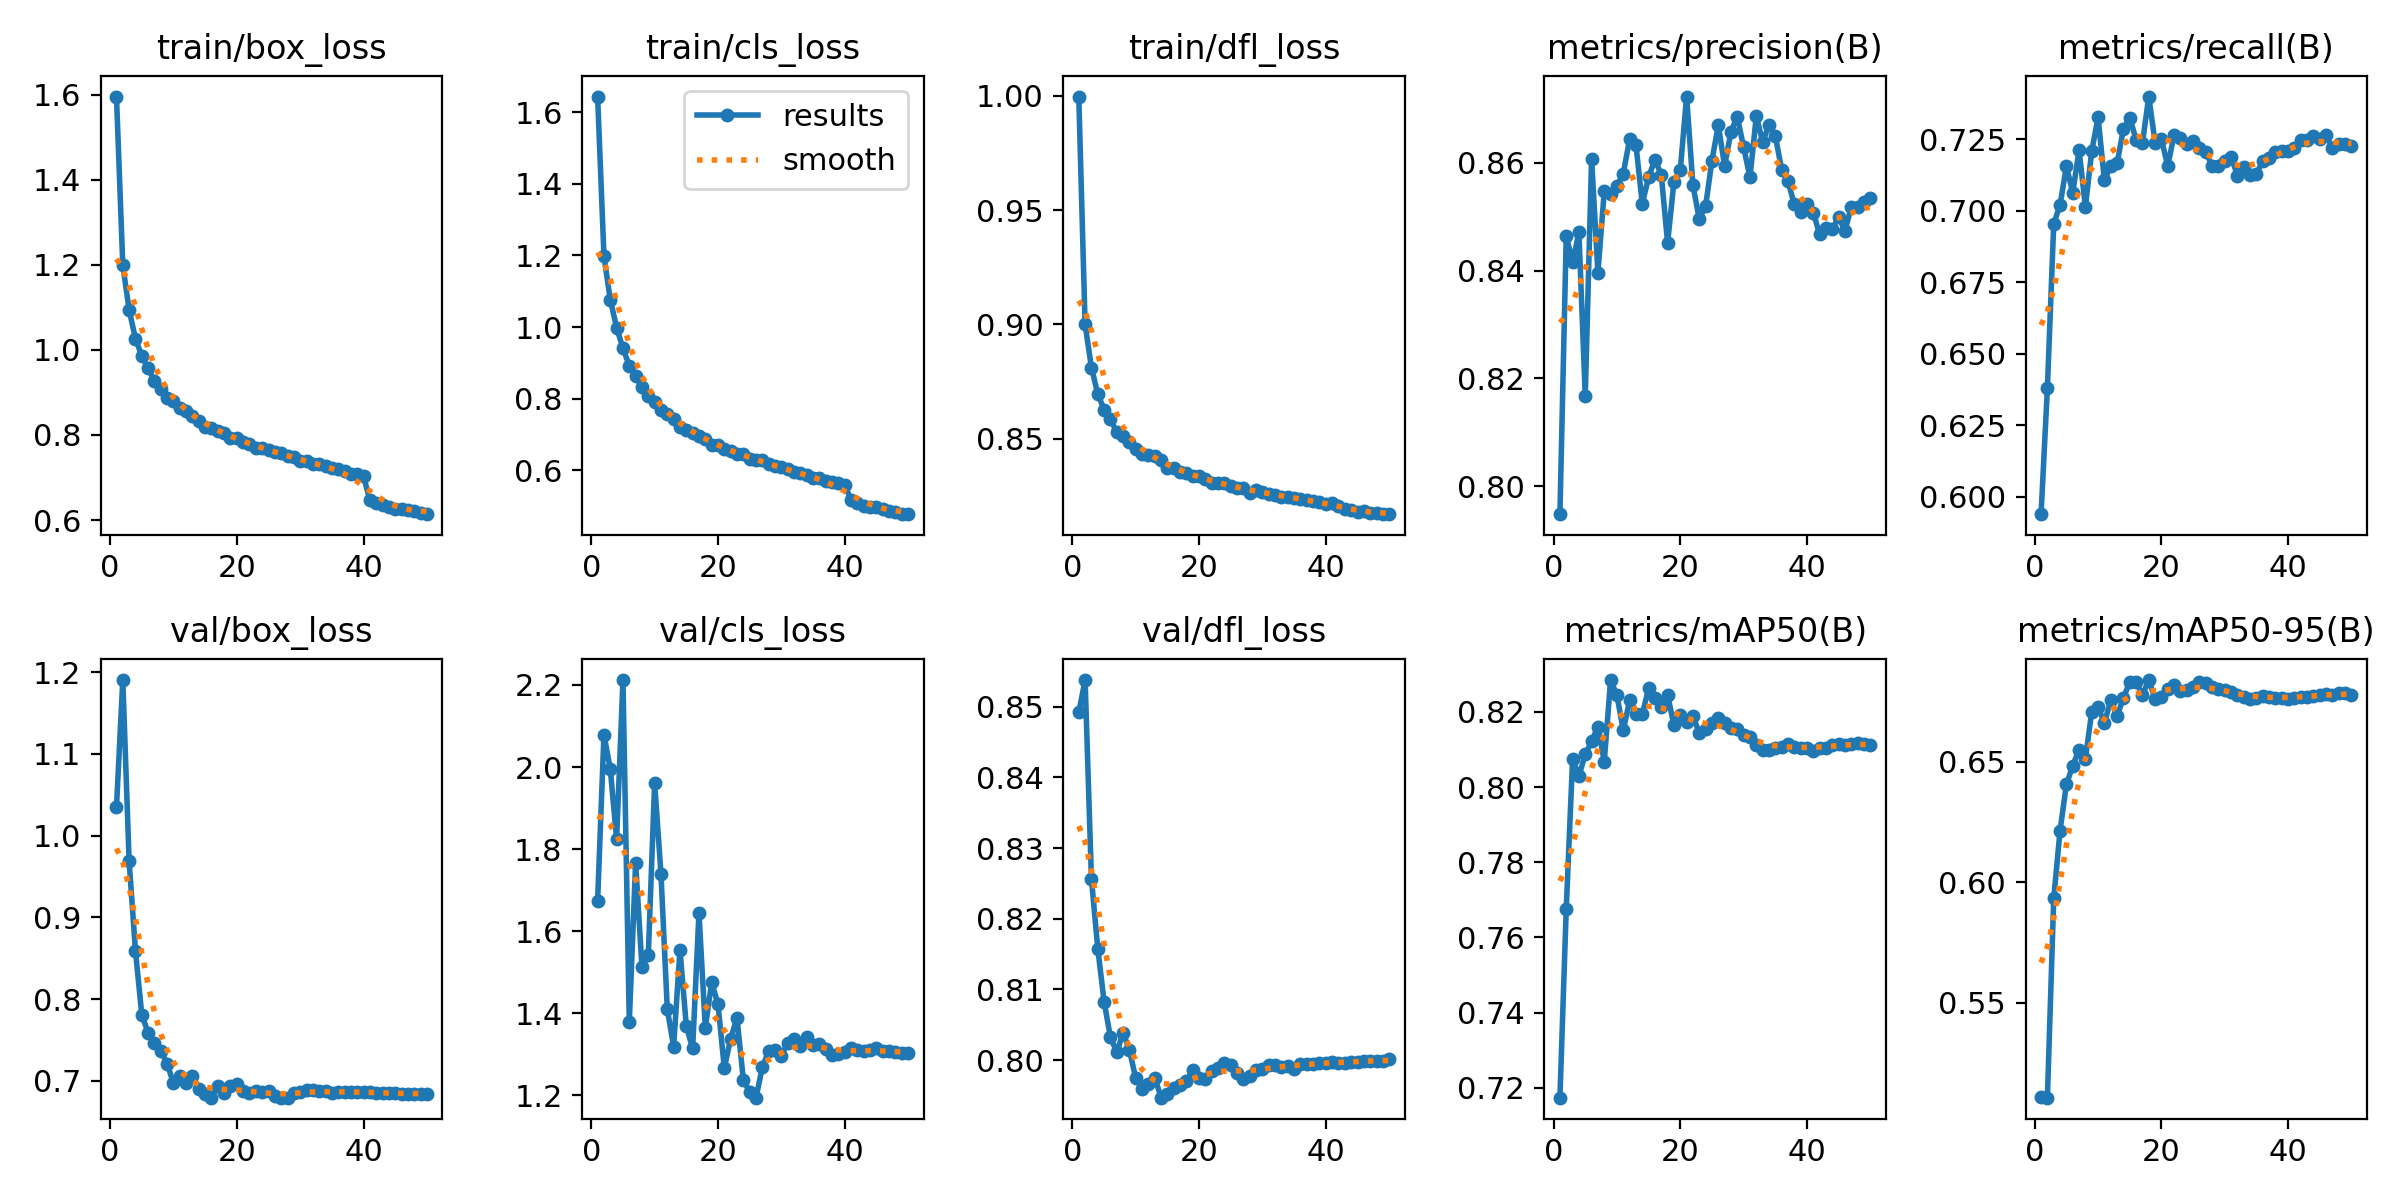 train/box_loss
train/cls_loss
train/dfl_loss
metrics/precision(B)
metrics/recall(B)
1.6
1.4
1.2
1.0
0.8
0.6
0 20 40
results
smooth
1.6
1.4
1.2
1.0
0.8
0.6
0 20 40
1.00
0.95
0.90
0.85
0 20 40
0.86
0.84
0.82
0.80
0 20 40
0.725
0.700
0.675
0.650
0.625
0.600
0 20 40
val/box_loss
val/cls_loss
val/dfl_loss
metrics/mAP50(B)
metrics/mAP50-95(B)
1.2
1.1
1.0
0.9
0.8
0.7
0 20 40
2.2
2.0
1.8
1.6
1.4
1.2
0 20 40
0.85
0.84
0.83
0.82
0.81
0.80
0 20 40
0.82
0.80
0.78
0.76
0.74
0.72
0 20 40
0.65
0.60
0.55
0 20 40